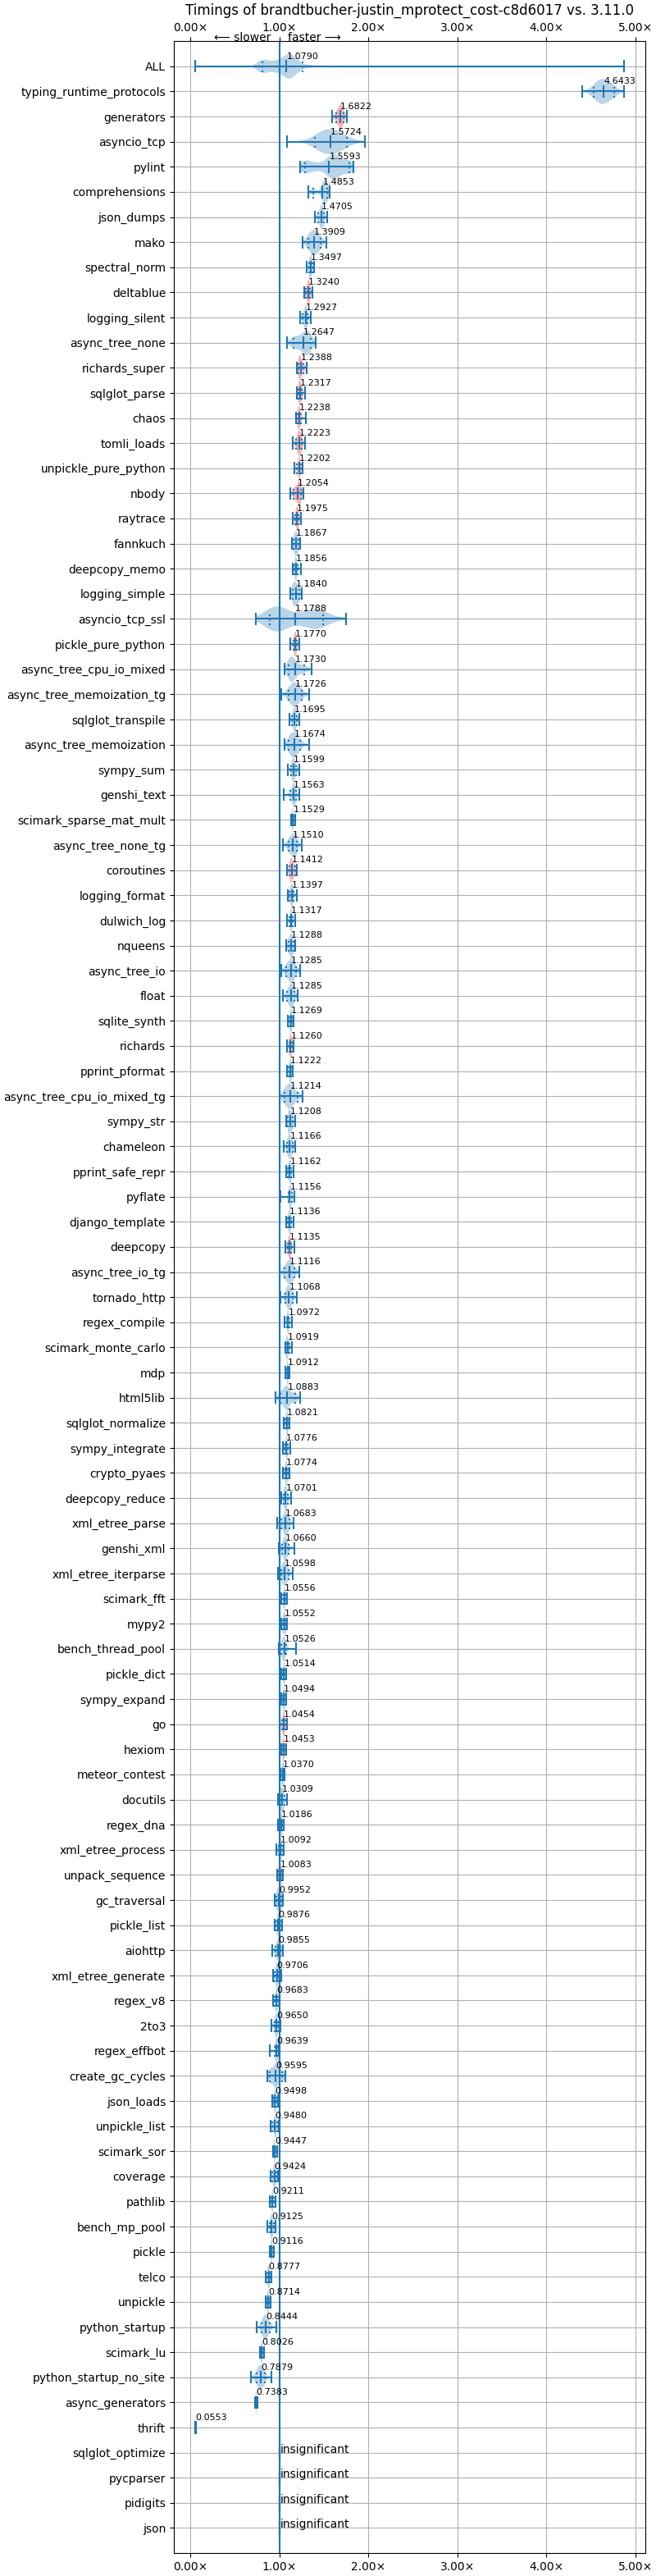 Timings of brandtbucher-justin_mprotect_cost-c8d6017 vs. 3.11.0
0.00× 1.00× 2.00× 3.00× 4.00× 5.00×
⟵ slower faster ⟶
ALL 1.0790
typing_runtime_protocols 4.6433
generators 1.6822
asyncio_tcp 1.5724
pylint 1.5593
comprehensions 1.4853
json_dumps 1.4705
mako 1.3909
spectral_norm 1.3497
deltablue 1.3240
logging_silent 1.2927
async_tree_none 1.2647
richards_super 1.2388
sqlglot_parse 1.2317
chaos 1.2238
tomli_loads 1.2223
unpickle_pure_python 1.2202
nbody 1.2054
raytrace 1.1975
fannkuch 1.1867
deepcopy_memo 1.1856
logging_simple 1.1840
asyncio_tcp_ssl 1.1788
pickle_pure_python 1.1770
async_tree_cpu_io_mixed 1.1730
async_tree_memoization_tg 1.1726
sqlglot_transpile 1.1695
async_tree_memoization 1.1674
sympy_sum 1.1599
genshi_text 1.1563
scimark_sparse_mat_mult 1.1529
async_tree_none_tg 1.1510
coroutines 1.1412
logging_format 1.1397
dulwich_log 1.1317
nqueens 1.1288
async_tree_io 1.1285
float 1.1285
sqlite_synth 1.1269
richards 1.1260
pprint_pformat 1.1222
async_tree_cpu_io_mixed_tg 1.1214
sympy_str 1.1208
chameleon 1.1166
pprint_safe_repr 1.1162
pyflate 1.1156
django_template 1.1136
deepcopy 1.1135
async_tree_io_tg 1.1116
tornado_http 1.1068
regex_compile 1.0972
scimark_monte_carlo 1.0919
mdp 1.0912
html5lib 1.0883
sqlglot_normalize 1.0821
sympy_integrate 1.0776
crypto_pyaes 1.0774
deepcopy_reduce 1.0701
xml_etree_parse 1.0683
genshi_xml 1.0660
xml_etree_iterparse 1.0598
scimark_fft 1.0556
mypy2 1.0552
bench_thread_pool 1.0526
pickle_dict 1.0514
sympy_expand 1.0494
go 1.0454
hexiom 1.0453
meteor_contest 1.0370
docutils 1.0309
regex_dna 1.0186
xml_etree_process 1.0092
unpack_sequence 1.0083
gc_traversal 0.9952
pickle_list 0.9876
aiohttp 0.9855
xml_etree_generate 0.9706
regex_v8 0.9683
2to3 0.9650
regex_effbot 0.9639
create_gc_cycles 0.9595
json_loads 0.9498
unpickle_list 0.9480
scimark_sor 0.9447
coverage 0.9424
pathlib 0.9211
bench_mp_pool 0.9125
pickle 0.9116
telco 0.8777
unpickle 0.8714
python_startup 0.8444
scimark_lu 0.8026
python_startup_no_site 0.7879
async_generators 0.7383
thrift 0.0553
sqlglot_optimize insignificant
pycparser insignificant
pidigits insignificant
json insignificant
0.00× 1.00× 2.00× 3.00× 4.00× 5.00×